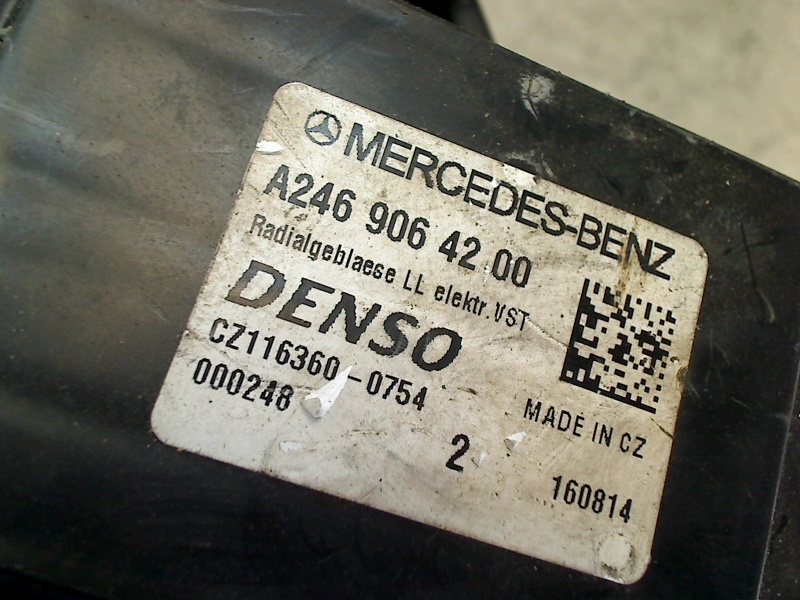 MERCEDES-BENZ
A246 906 42 00
Radialgeblaese LL elektr. VST
DENSO
CZ116360-0754
000248
MADE IN CZ
2
160814